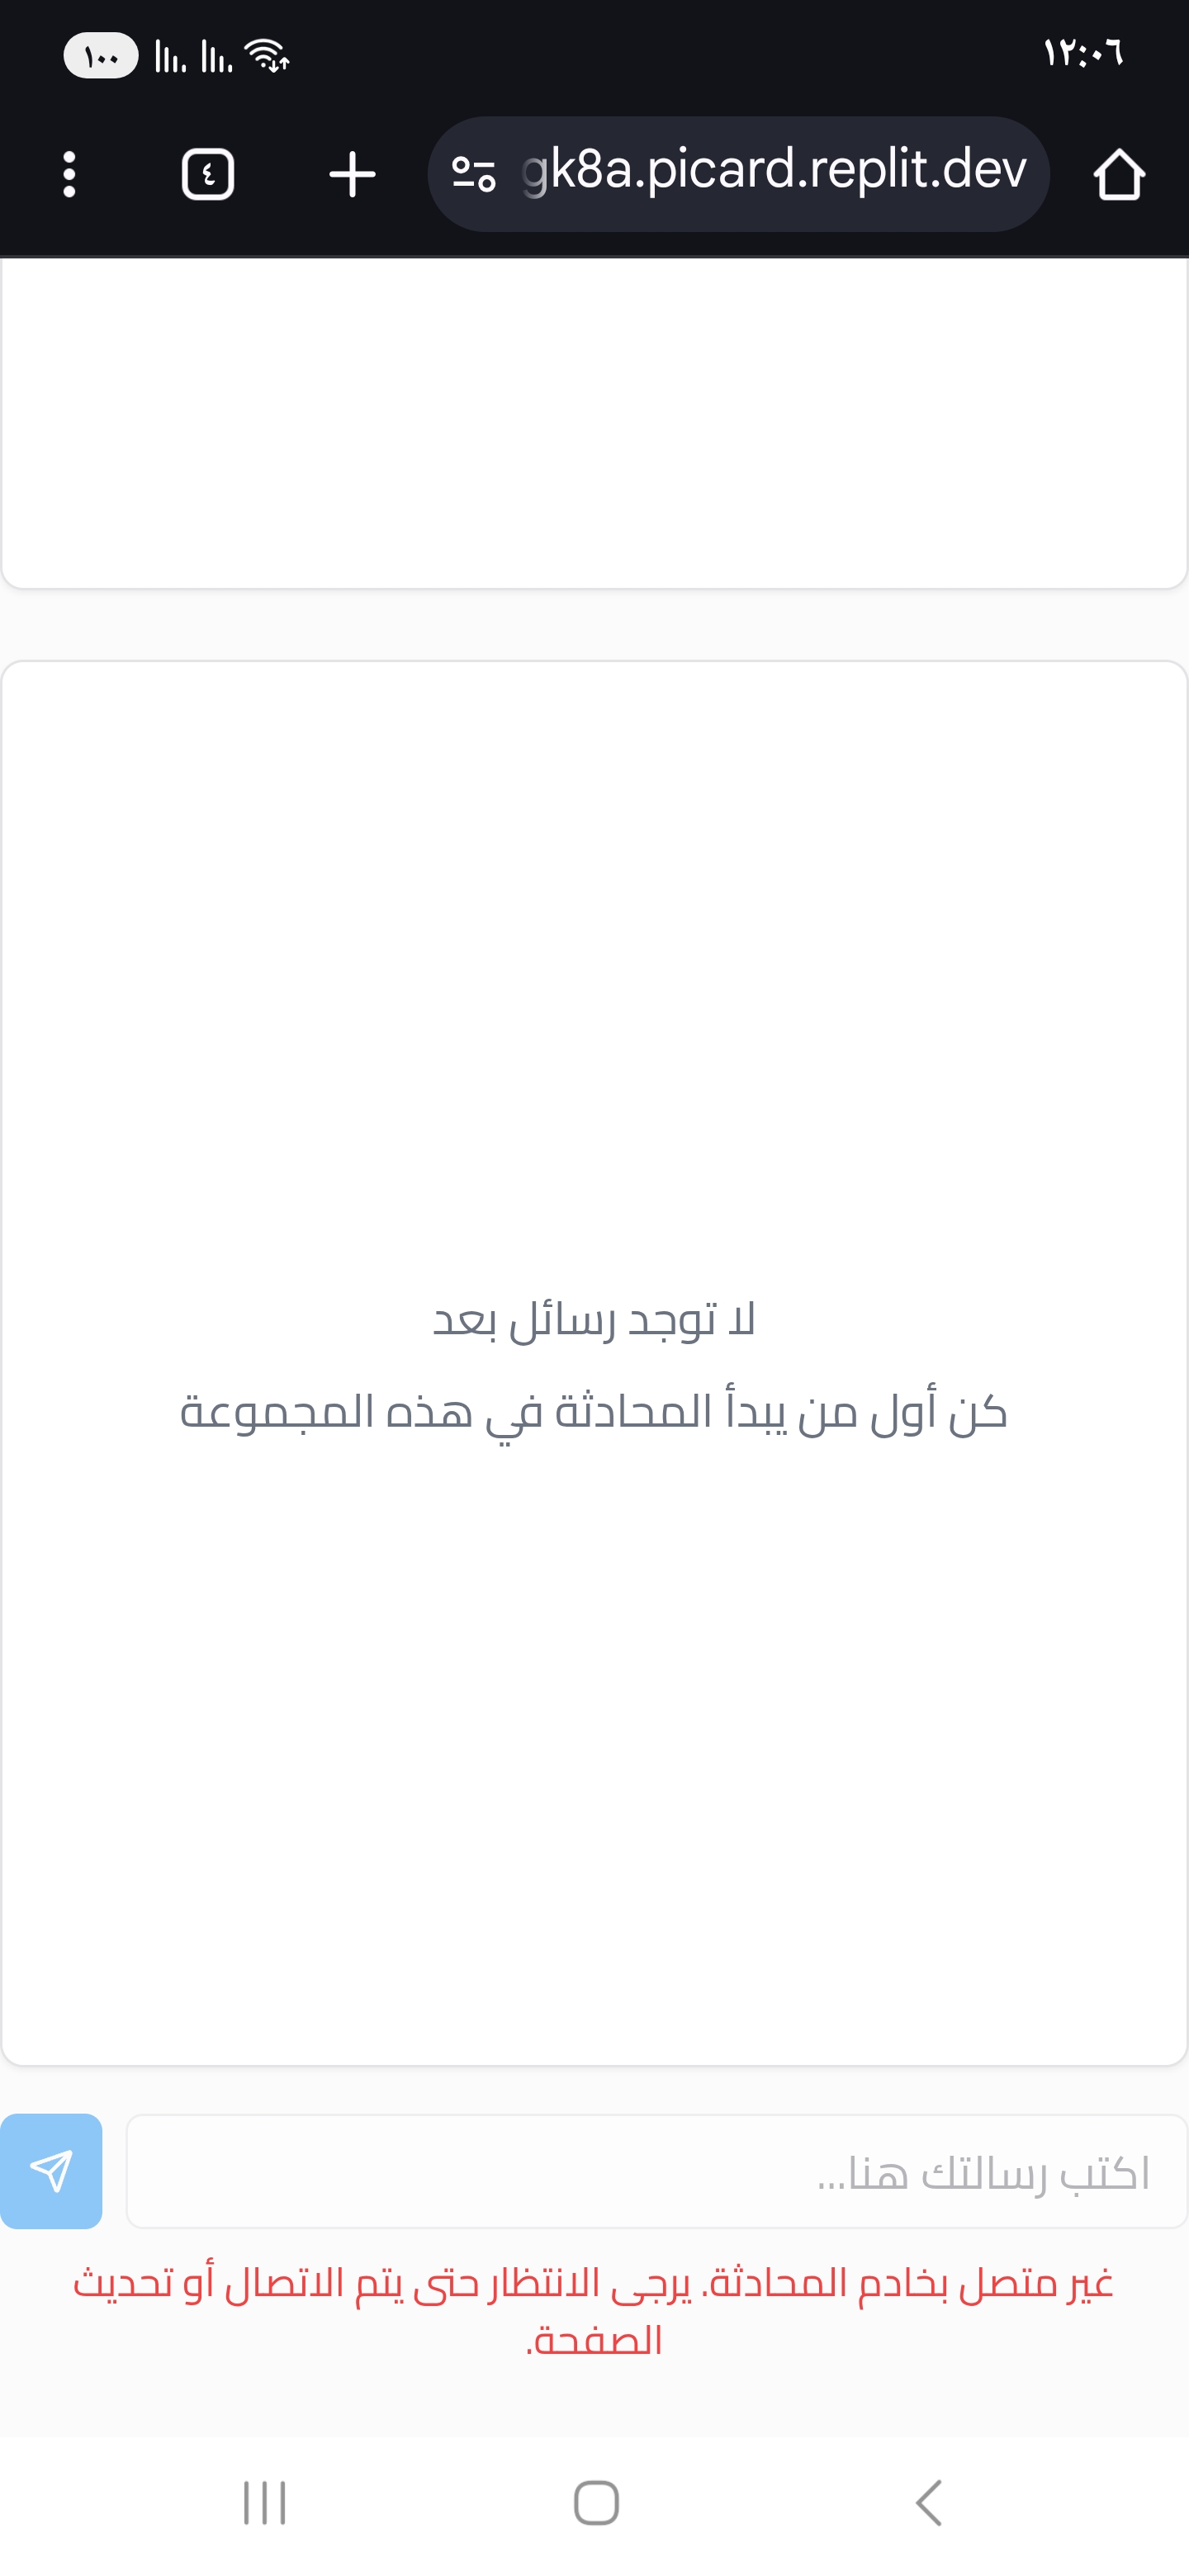 ١٠٠
١٢:٠٦
٤
gk8a.picard.replit.dev
لا توجد رسائل بعد
كن أول من يبدأ المحادثة في هذه المجموعة
اكتب رسالتك هنا...
غير متصل بخادم المحادثة. يرجى الانتظار حتى يتم الاتصال أو تحديث
الصفحة.